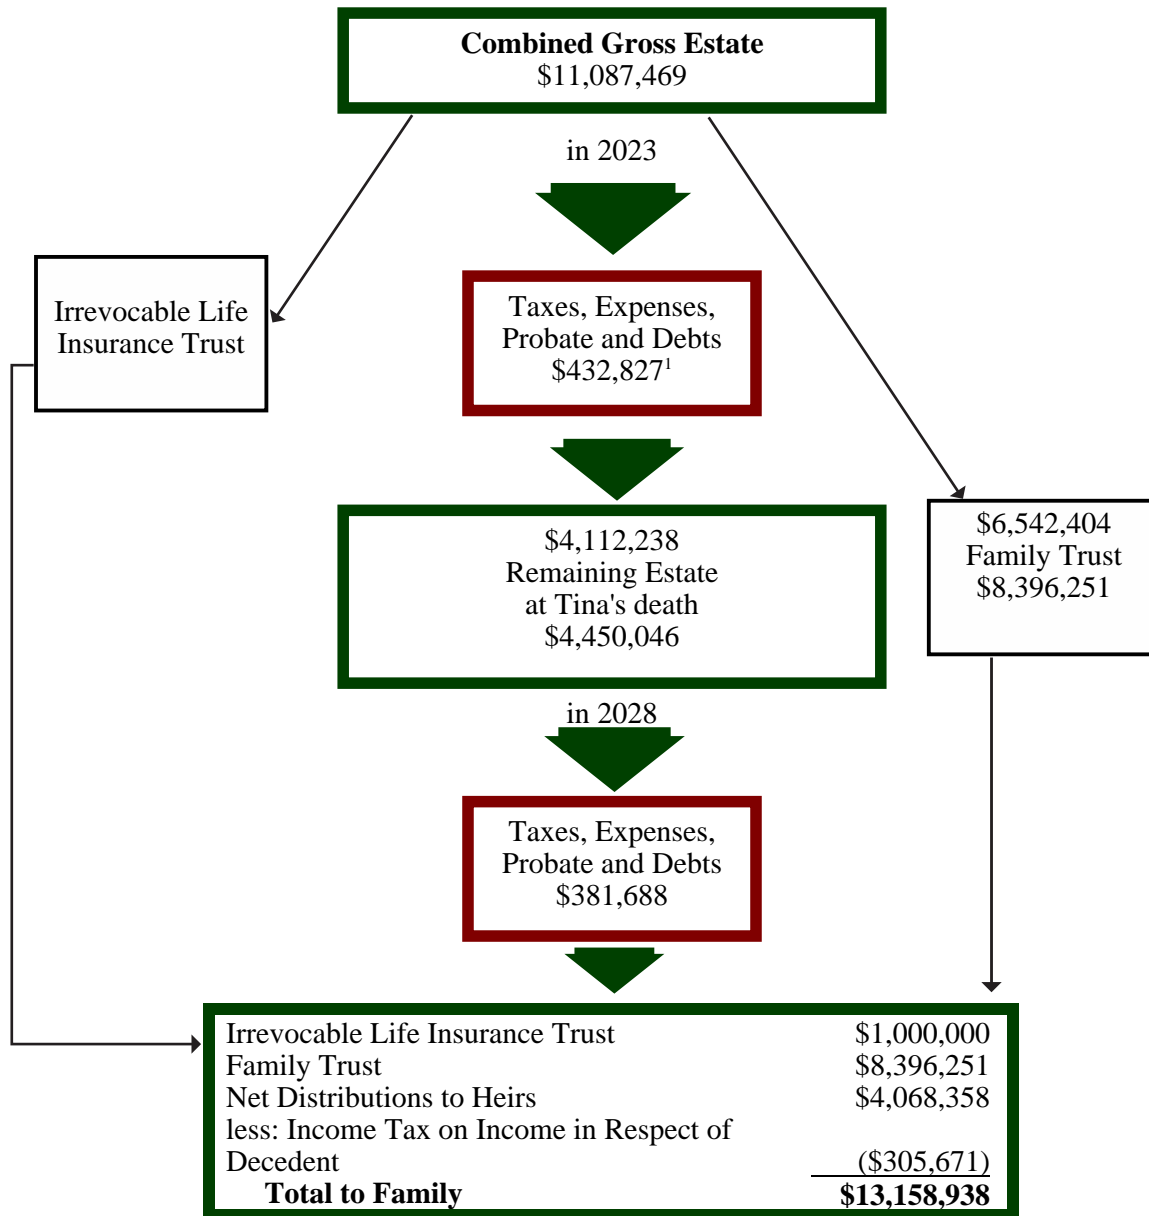 Combined Gross Estate
$11,087,469
in 2023
Irrevocable Life
Insurance Trust
Taxes, Expenses,
Probate and Debts
$432,827¹
$4,112,238
Remaining Estate
at Tina's death
$4,450,046
$6,542,404
Family Trust
$8,396,251
in 2028
Taxes, Expenses,
Probate and Debts
$381,688
Irrevocable Life Insurance Trust $1,000,000
Family Trust $8,396,251
Net Distributions to Heirs $4,068,358
less: Income Tax on Income in Respect of
Decedent ($305,671)
Total to Family $13,158,938